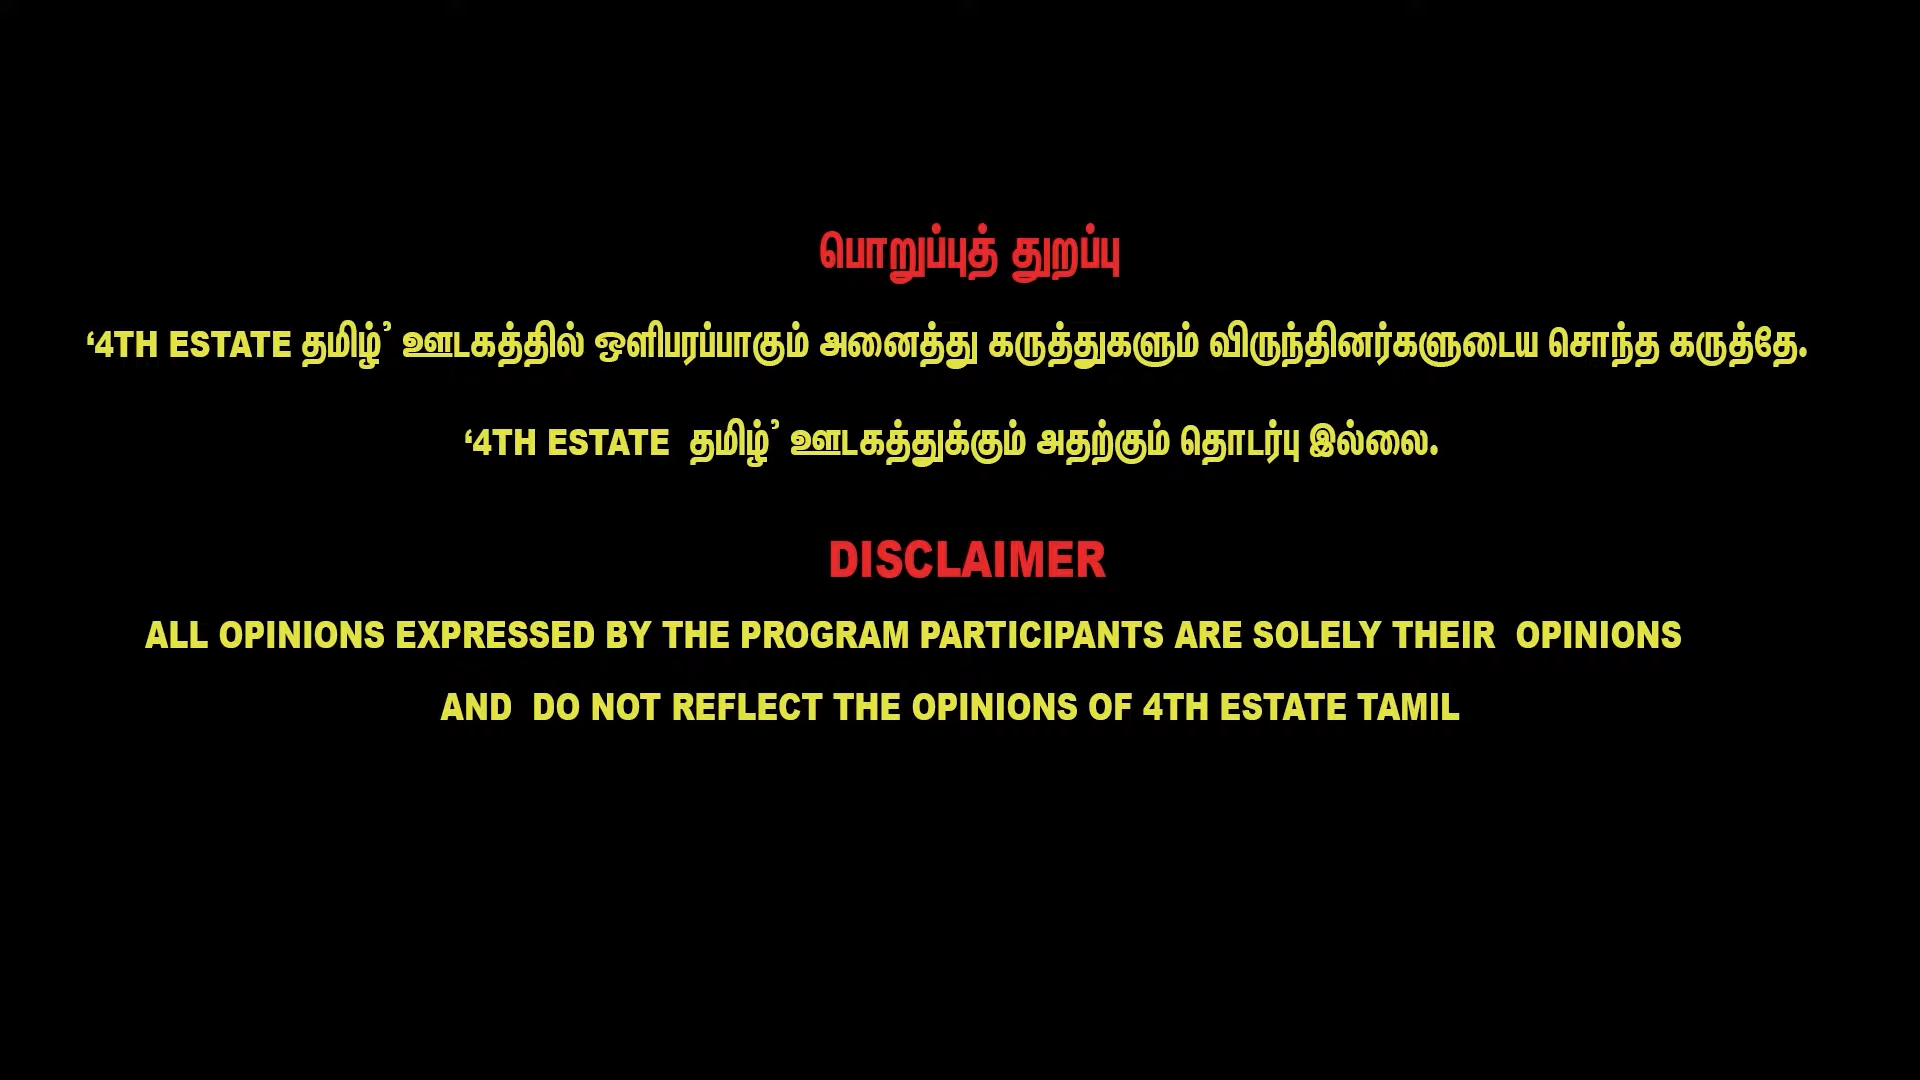 பொறுப்புத் துறப்பு
‘4TH ESTATE தமிழ்’ ஊடகத்தில் ஒளிபரப்பாகும் அனைத்து கருத்துகளும் விருந்தினர்களுடைய சொந்த கருத்தே.
‘4TH ESTATE தமிழ்’ ஊடகத்துக்கும் அதற்கும் தொடர்பு இல்லை.
DISCLAIMER
ALL OPINIONS EXPRESSED BY THE PROGRAM PARTICIPANTS ARE SOLELY THEIR OPINIONS
AND DO NOT REFLECT THE OPINIONS OF 4TH ESTATE TAMIL